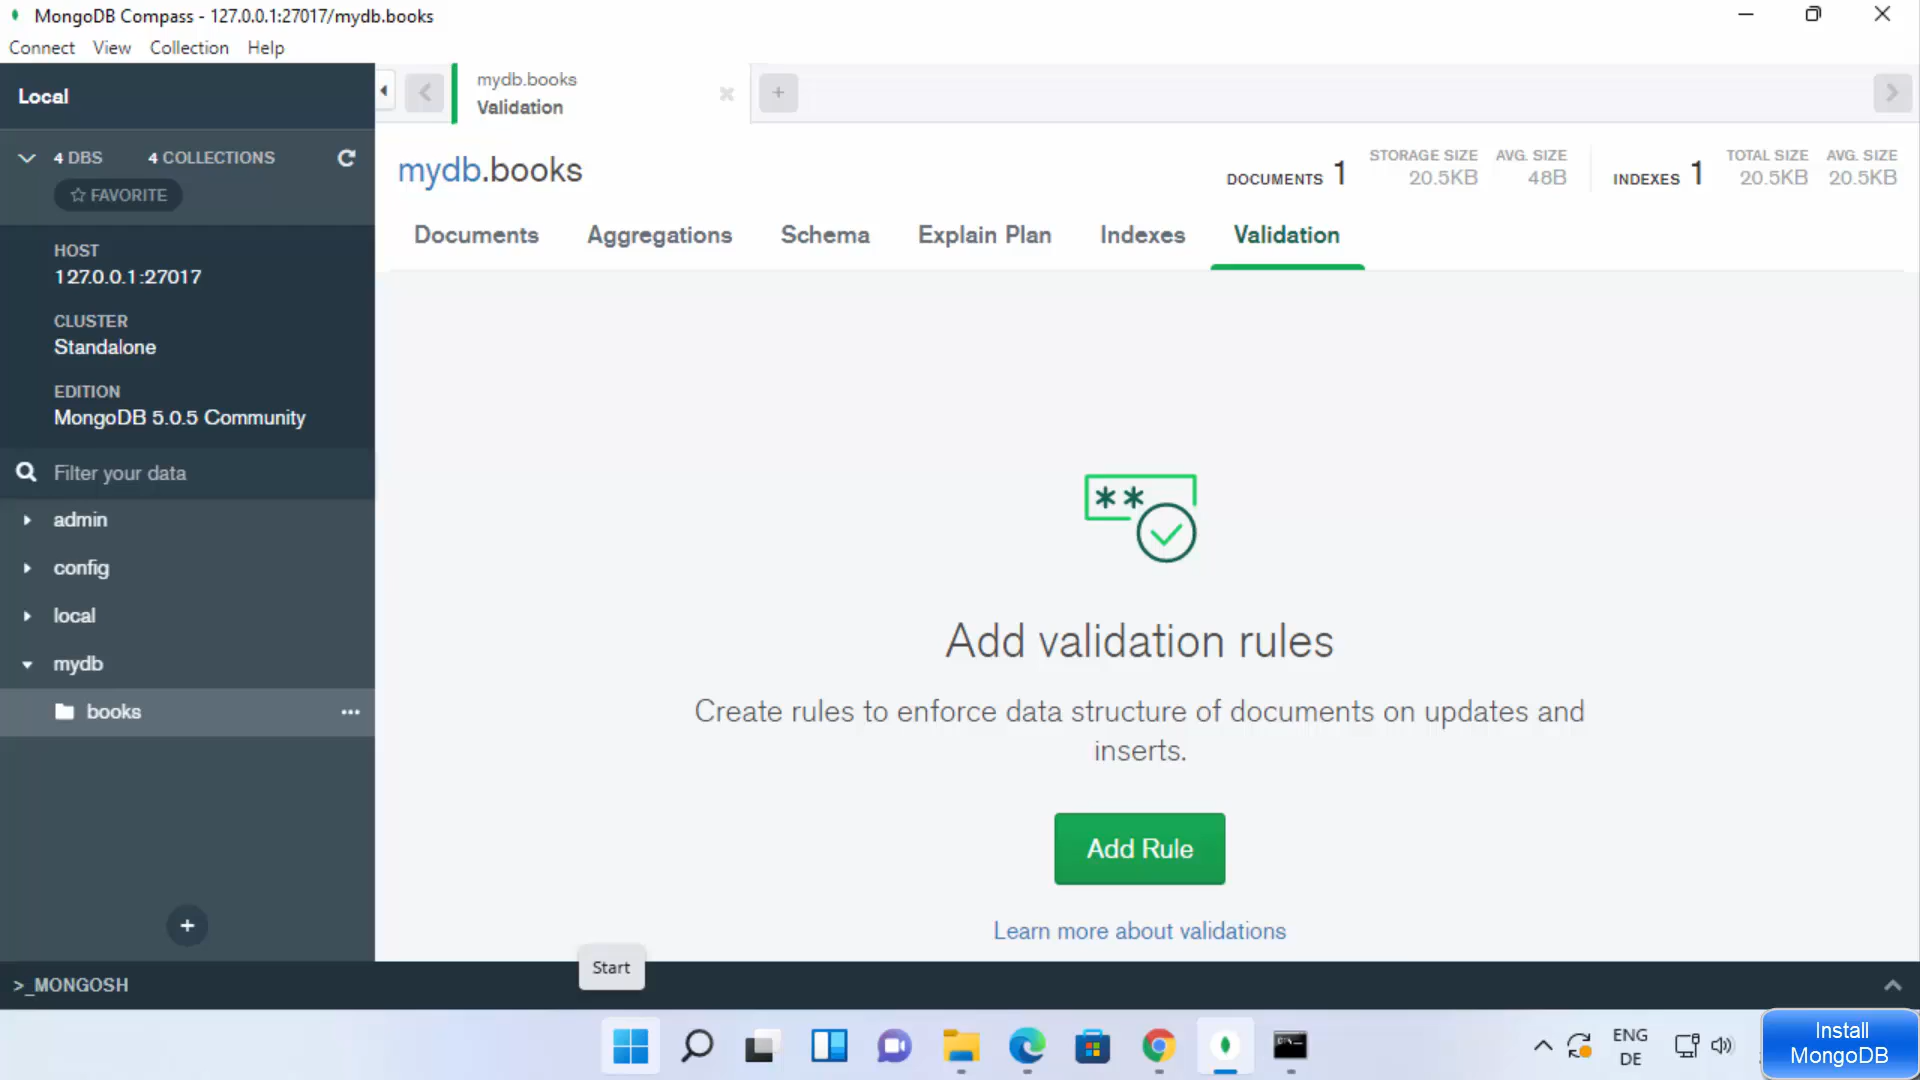 MongoDB Compass - 127.0.0.1:27017/mydb.books
Connect View Collection Help
Local
mydb.books
Validation
4 DBS 4 COLLECTIONS
FAVORITE
mydb.books
DOCUMENTS 1
STORAGE SIZE
20.5KB
AVG. SIZE
48B
INDEXES 1
TOTAL SIZE
20.5KB
AVG. SIZE
20.5KB
Documents Aggregations Schema Explain Plan Indexes Validation
HOST
127.0.0.1:27017
CLUSTER
Standalone
EDITION
MongoDB 5.0.5 Community
Filter your data
admin
config
local
mydb
books
**
Add validation rules
Create rules to enforce data structure of documents on updates and
inserts.
Add Rule
Learn more about validations
Start
>_MONGOSH
ENG
DE
Install
MongoDB